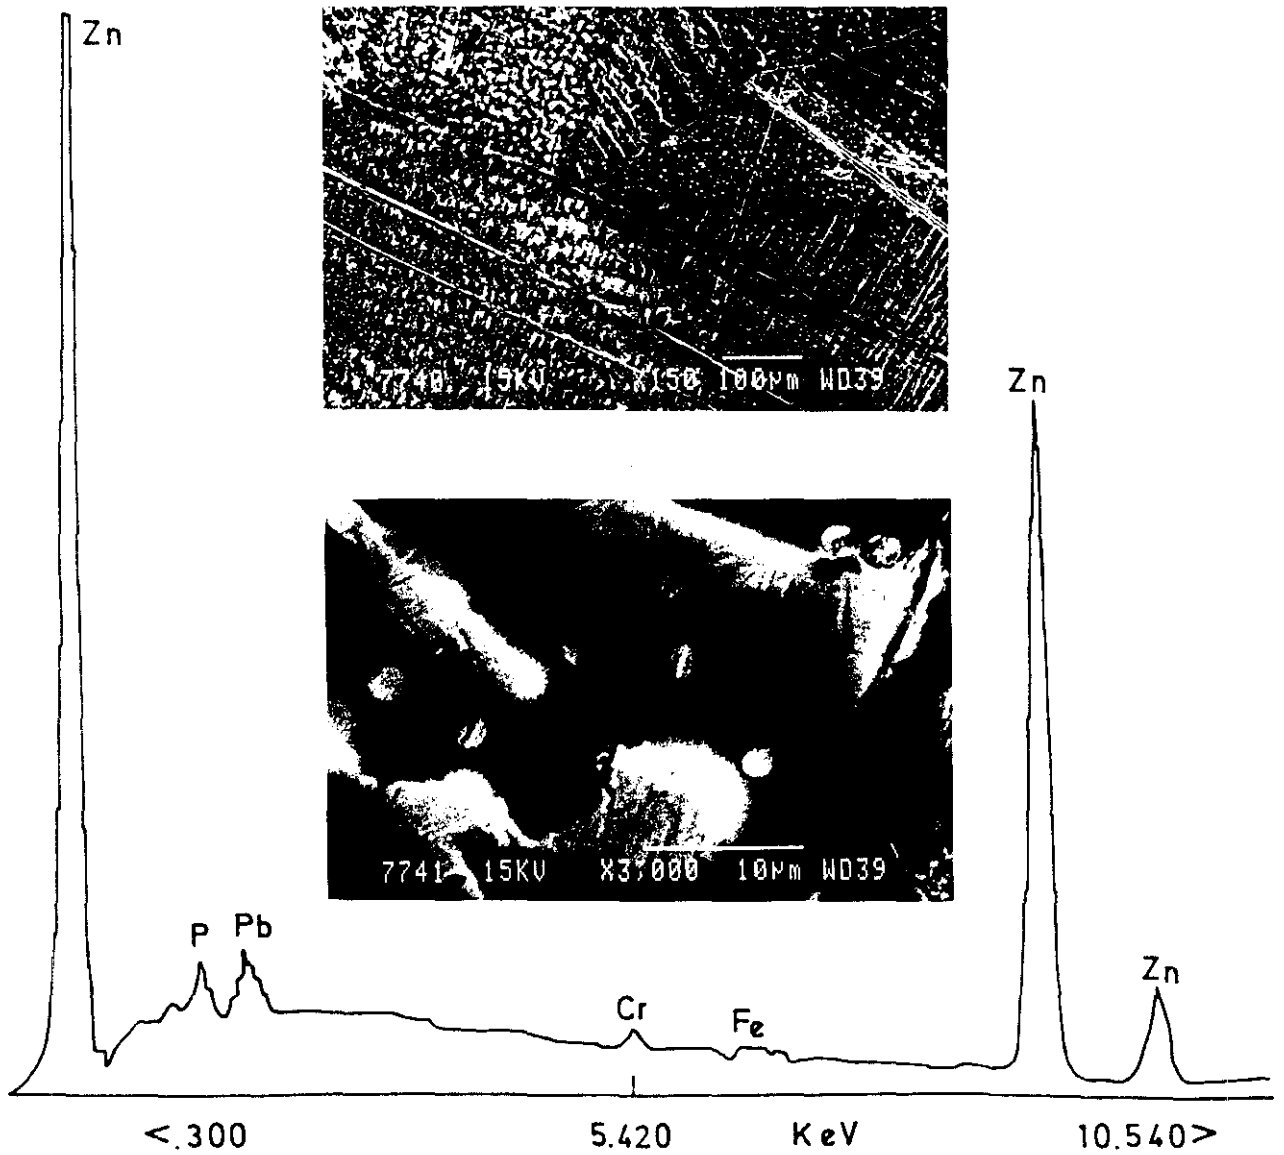 Zn
7740 15KV X150 100μm WD39
Zn
7741 15KV X3,000 10μm WD39
P
Pb
Zn
Cr
Fe
<.300 5.420 KeV 10.540>